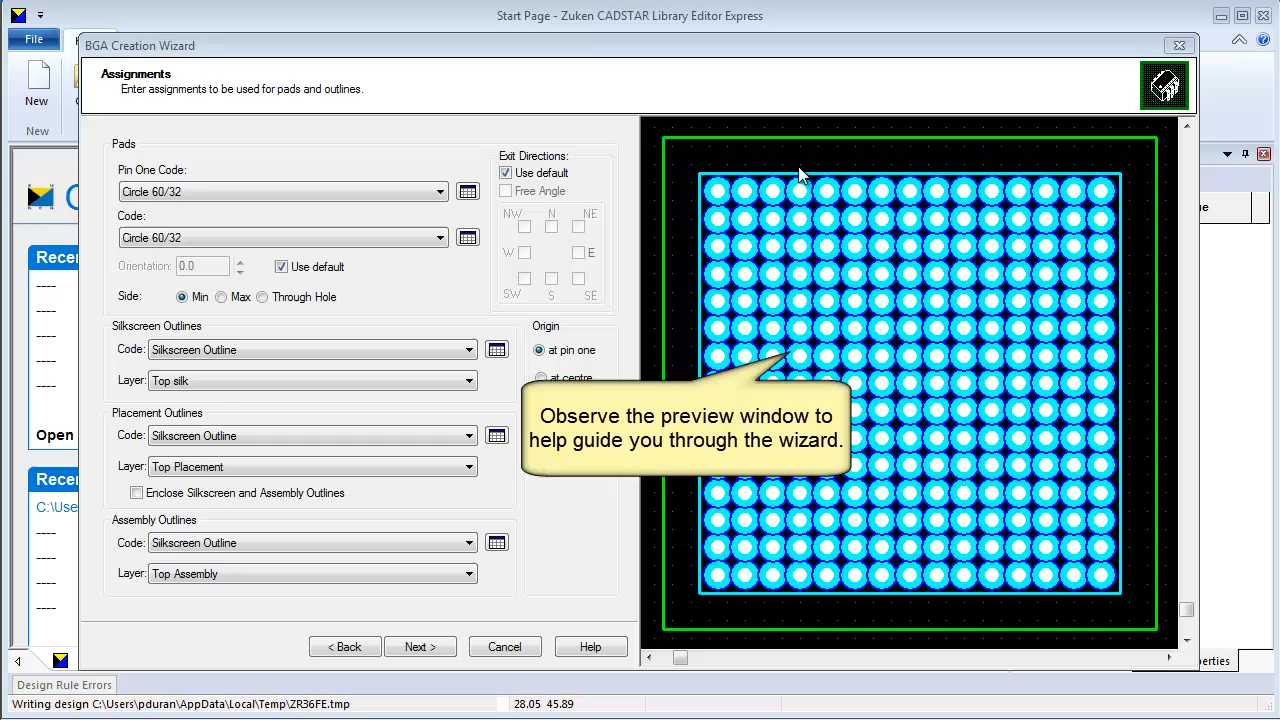 Start Page - Zuken CADSTAR Library Editor Express
File
BGA Creation Wizard
Assignments
Enter assignments to be used for pads and outlines.
New
New
Pads
Pin One Code:
Circle 60/32
Code:
Circle 60/32
Orientation: 0.0
Use default
Side:
Min
Max
Through Hole
Exit Directions:
Use default
Free Angle
NW N NE
W E
SW S SE
Silkscreen Outlines
Code: Silkscreen Outline
Layer: Top silk
Origin
at pin one
at centre
Placement Outlines
Code: Silkscreen Outline
Layer: Top Placement
Enclose Silkscreen and Assembly Outlines
Assembly Outlines
Code: Silkscreen Outline
Layer: Top Assembly
Observe the preview window to
help guide you through the wizard.
< Back
Next >
Cancel
Help
Recen
----
----
----
----
Open
Recen
C:\Use
----
----
----
----
ue
perties
Design Rule Errors
Writing design C:\Users\pduran\AppData\Local\Temp\ZR36FE.tmp
28.05 45.89